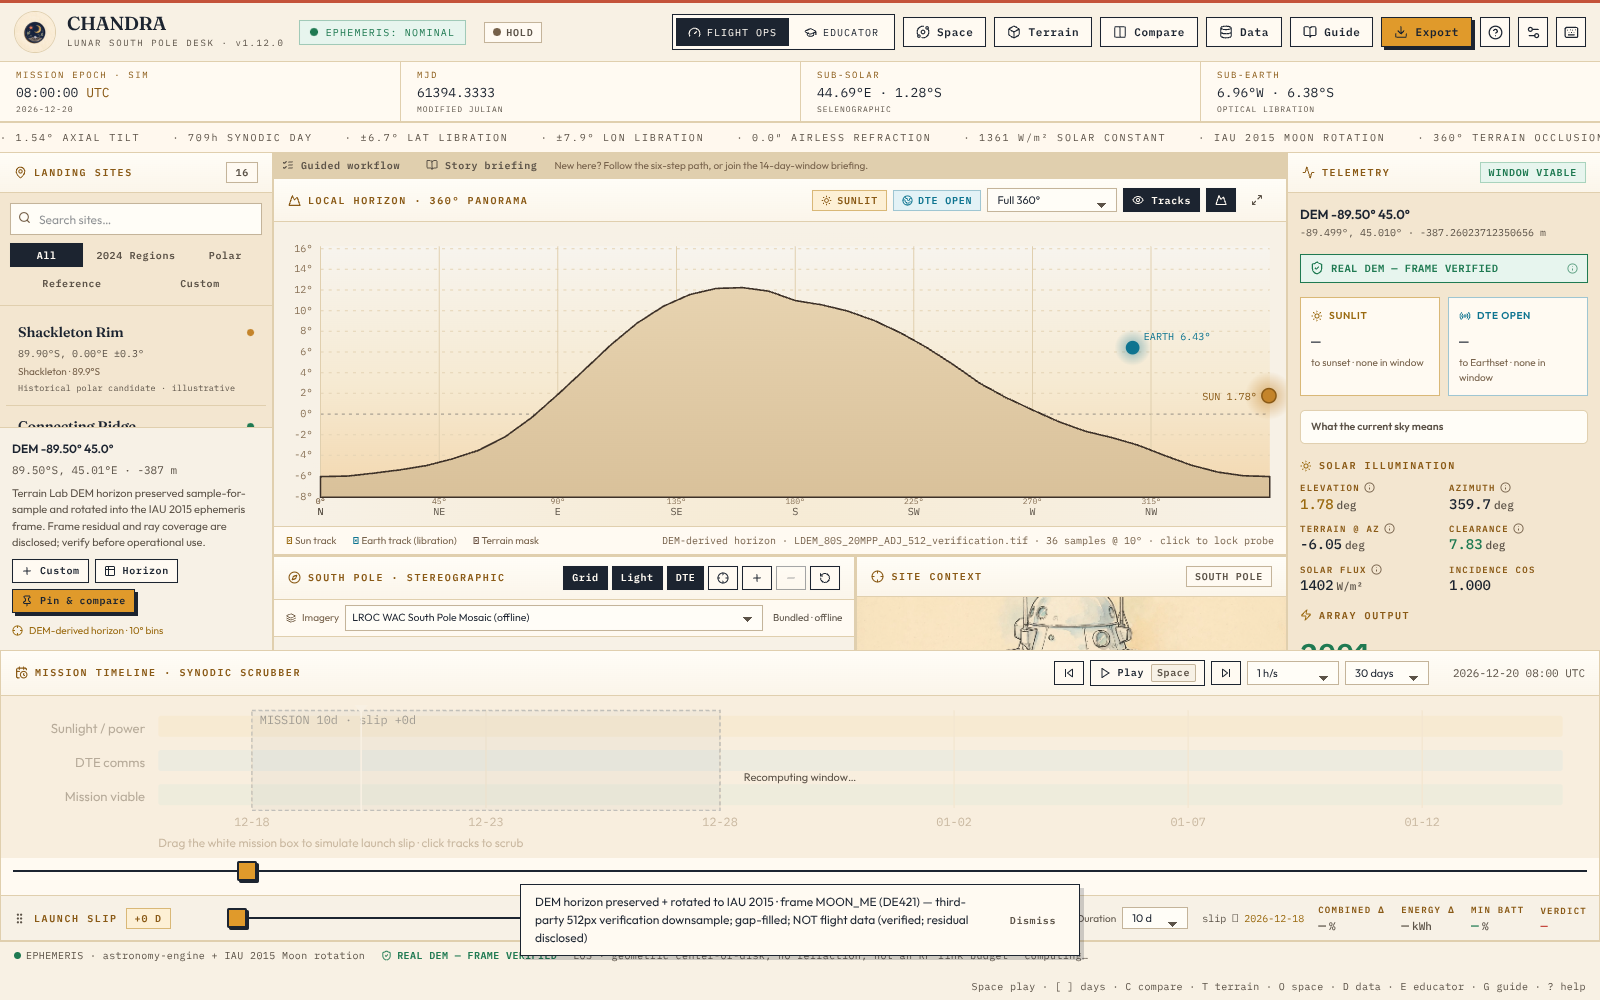 CHANDRA
LUNAR SOUTH POLE DESK · v1.12.0
EPHEMERIS: NOMINAL
HOLD
FLIGHT OPS
EDUCATOR
Space
Terrain
Compare
Data
Guide
Export
MISSION EPOCH · SIM
08:00:00 UTC
2026-12-20
MJD
61394.3333
MODIFIED JULIAN
SUB-SOLAR
44.69°E · 1.28°S
SELENOGRAPHIC
SUB-EARTH
6.96°W · 6.38°S
OPTICAL LIBRATION
· 1.54° AXIAL TILT · 709h SYNODIC DAY · ±6.7° LAT LIBRATION · ±7.9° LON LIBRATION · 0.0° AIRLESS REFRACTION · 1361 W/m² SOLAR CONSTANT · IAU 2015 MOON ROTATION · 360° TERRAIN OCCLUSION
LANDING SITES
16
Search sites…
All
2024 Regions
Polar
Reference
Custom
Shackleton Rim
89.90°S, 0.00°E ±0.3°
Shackleton · 89.9°S
Historical polar candidate · illustrative
Connecting Ridge
DEM -89.50° 45.0°
89.50°S, 45.01°E · -387 m
Terrain Lab DEM horizon preserved sample-for-
sample and rotated into the IAU 2015 ephemeris
frame. Frame residual and ray coverage are
disclosed; verify before operational use.
Custom
Horizon
Pin & compare
DEM-derived horizon · 10° bins
Guided workflow
Story briefing
New here? Follow the six-step path, or join the 14-day-window briefing.
LOCAL HORIZON · 360° PANORAMA
SUNLIT
DTE OPEN
Full 360°
Tracks
16°
14°
12°
10°
8°
6°
4°
2°
0°
-2°
-4°
-6°
-8°
EARTH 6.43°
SUN 1.78°
0° 45° 90° 135° 180° 225° 270° 315°
N NE E SE S SW W NW
Sun track
Earth track (libration)
Terrain mask
DEM-derived horizon · LDEM_80S_20MPP_ADJ_512_verification.tif · 36 samples @ 10° · click to lock probe
SOUTH POLE · STEREOGRAPHIC
Grid
Light
DTE
Imagery
LROC WAC South Pole Mosaic (offline)
Bundled · offline
SITE CONTEXT
SOUTH POLE
TELEMETRY
WINDOW VIABLE
DEM -89.50° 45.0°
-89.499°, 45.010° · -387.26023712350656 m
REAL DEM — FRAME VERIFIED
SUNLIT
—
to sunset · none in window
DTE OPEN
—
to Earthset · none in
window
What the current sky means
SOLAR ILLUMINATION
ELEVATION
1.78 deg
AZIMUTH
359.7 deg
TERRAIN @ AZ
-6.05 deg
CLEARANCE
7.83 deg
SOLAR FLUX
1402 W/m²
INCIDENCE COS
1.000
ARRAY OUTPUT
MISSION TIMELINE · SYNODIC SCRUBBER
Play
Space
1 h/s
30 days
2026-12-20 08:00 UTC
MISSION 10d · slip +0d
Sunlight / power
DTE comms
Mission viable
Recomputing window…
12-18 12-23 12-28 01-02 01-07 01-12
Drag the white mission box to simulate launch slip · click tracks to scrub
LAUNCH SLIP
+0 D
DEM horizon preserved + rotated to IAU 2015 · frame MOON_ME (DE421) — third-
party 512px verification downsample; gap-filled; NOT flight data (verified; residual
disclosed)
Dismiss
Duration
10 d
slip
2026-12-18
COMBINED Δ
— %
ENERGY Δ
— kWh
MIN BATT
— %
VERDICT
—
EPHEMERIS · astronomy-engine + IAU 2015 Moon rotation
REAL DEM — FRAME VERIFIED
Space play · [ ] days · C compare · T terrain · O space · D data · E educator · G guide · ? help